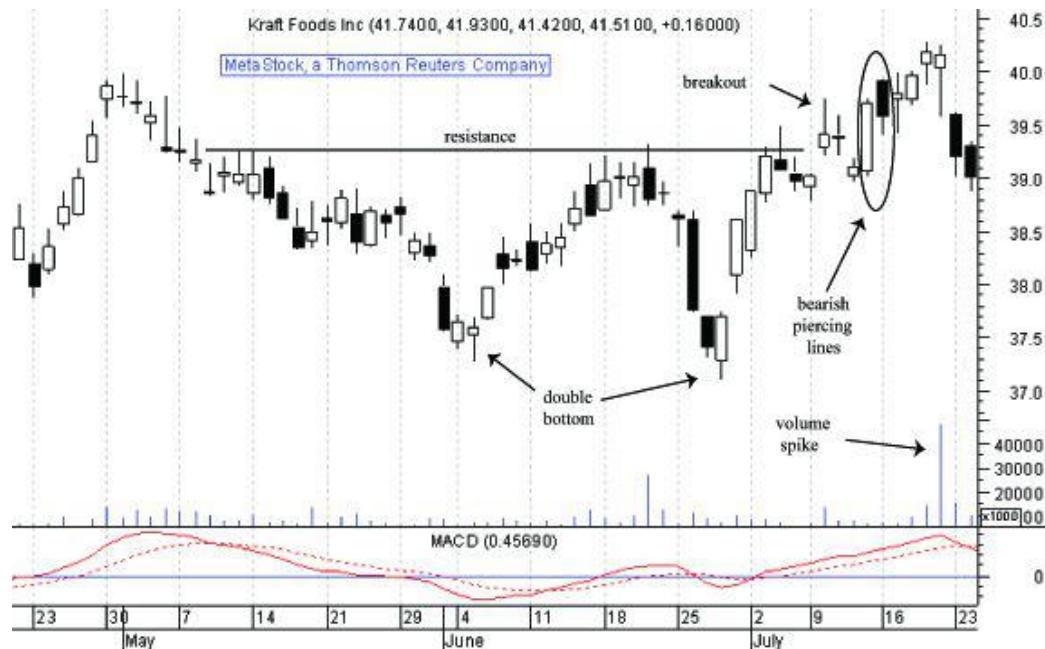 Kraft Foods Inc (41.7400, 41.9300, 41.4200, 41.5100, +0.16000)
MetaStock, a Thomson Reuters Company
40.5
breakout
40.0
resistance
39.5
39.0
38.5
38.0
bearish
piercing
lines
37.5
double
bottom
37.0
volume
spike
40000
30000
20000
x1000
MACD (0.45690)
0
23 30 7 14 21 29 4 11 18 25 2 9 16 23
May June July